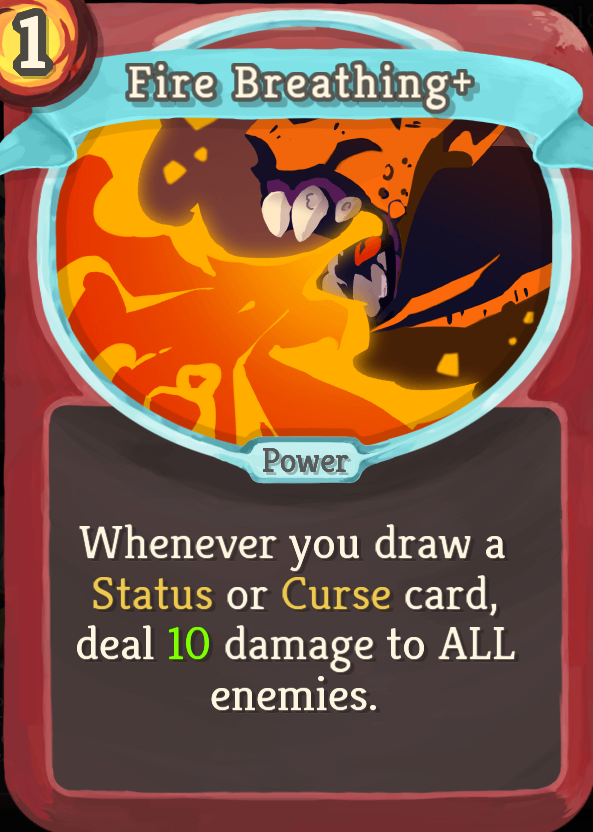 1
Fire Breathing+
Power
Whenever you draw a
Status or Curse card,
deal 10 damage to ALL
enemies.